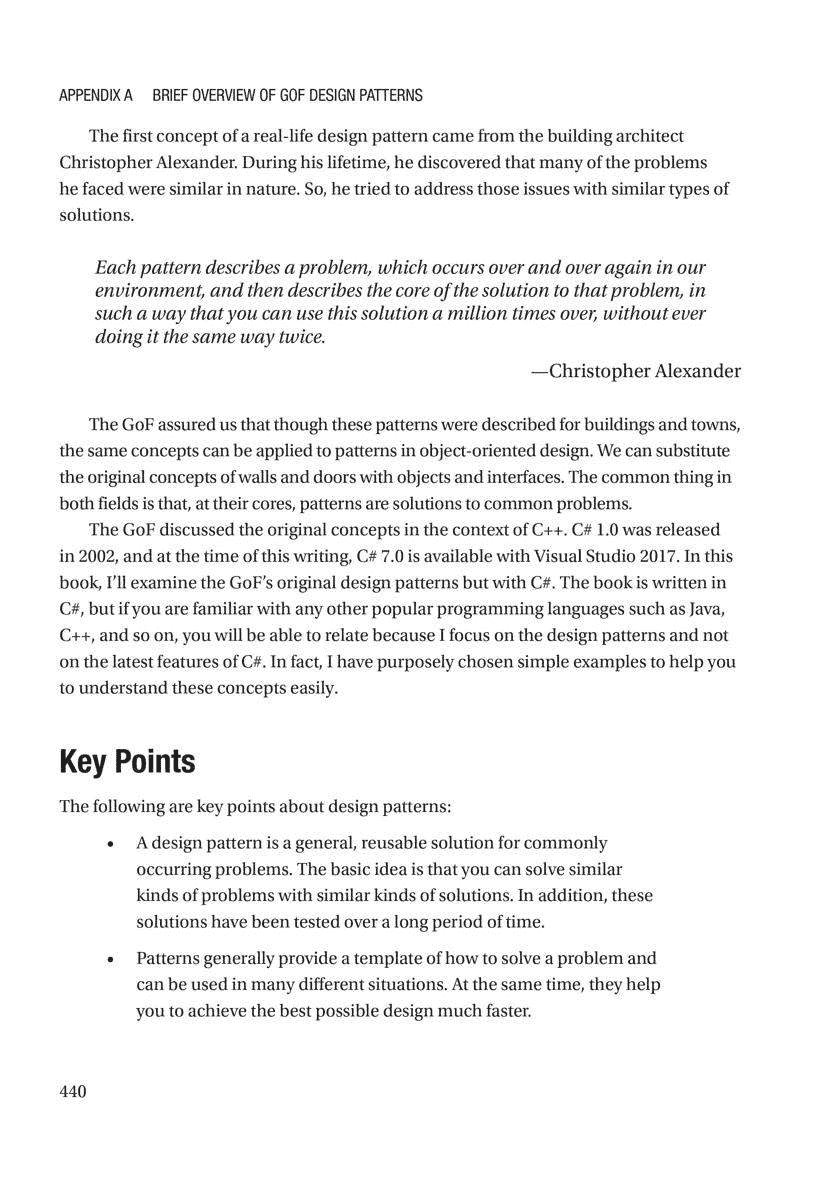 APPENDIX A BRIEF OVERVIEW OF GOF DESIGN PATTERNS
The first concept of a real-life design pattern came from the building architect
Christopher Alexander. During his lifetime, he discovered that many of the problems
he faced were similar in nature. So, he tried to address those issues with similar types of
solutions.
Each pattern describes a problem, which occurs over and over again in our
environment, and then describes the core of the solution to that problem, in
such a way that you can use this solution a million times over, without ever
doing it the same way twice.
—Christopher Alexander
The GoF assured us that though these patterns were described for buildings and towns,
the same concepts can be applied to patterns in object-oriented design. We can substitute
the original concepts of walls and doors with objects and interfaces. The common thing in
both fields is that, at their cores, patterns are solutions to common problems.
The GoF discussed the original concepts in the context of C++. C# 1.0 was released
in 2002, and at the time of this writing, C# 7.0 is available with Visual Studio 2017. In this
book, I'll examine the GoF's original design patterns but with C#. The book is written in
C#, but if you are familiar with any other popular programming languages such as Java,
C++, and so on, you will be able to relate because I focus on the design patterns and not
on the latest features of C#. In fact, I have purposely chosen simple examples to help you
to understand these concepts easily.
Key Points
The following are key points about design patterns:
• A design pattern is a general, reusable solution for commonly
occurring problems. The basic idea is that you can solve similar
kinds of problems with similar kinds of solutions. In addition, these
solutions have been tested over a long period of time.
• Patterns generally provide a template of how to solve a problem and
can be used in many different situations. At the same time, they help
you to achieve the best possible design much faster.
440